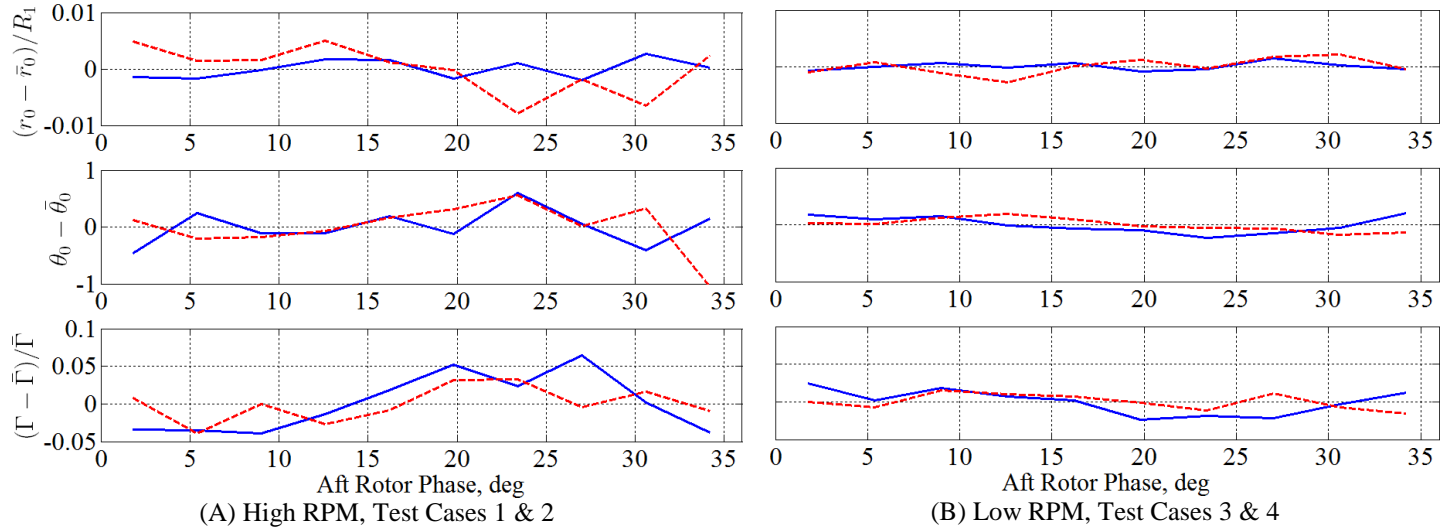 0.01
0
-0.01
(r₀ − r̄₀)/R₁
0 5 10 15 20 25 30 35
0 5 10 15 20 25 30 35
1
0
-1
θ₀ − θ̄₀
0 5 10 15 20 25 30 35
0 5 10 15 20 25 30 35
0.1
0.05
0
-0.05
(Γ − Γ̄)/Γ̄
0 5 10 15 20 25 30 35
0 5 10 15 20 25 30 35
Aft Rotor Phase, deg
Aft Rotor Phase, deg
(A) High RPM, Test Cases 1 & 2
(B) Low RPM, Test Cases 3 & 4